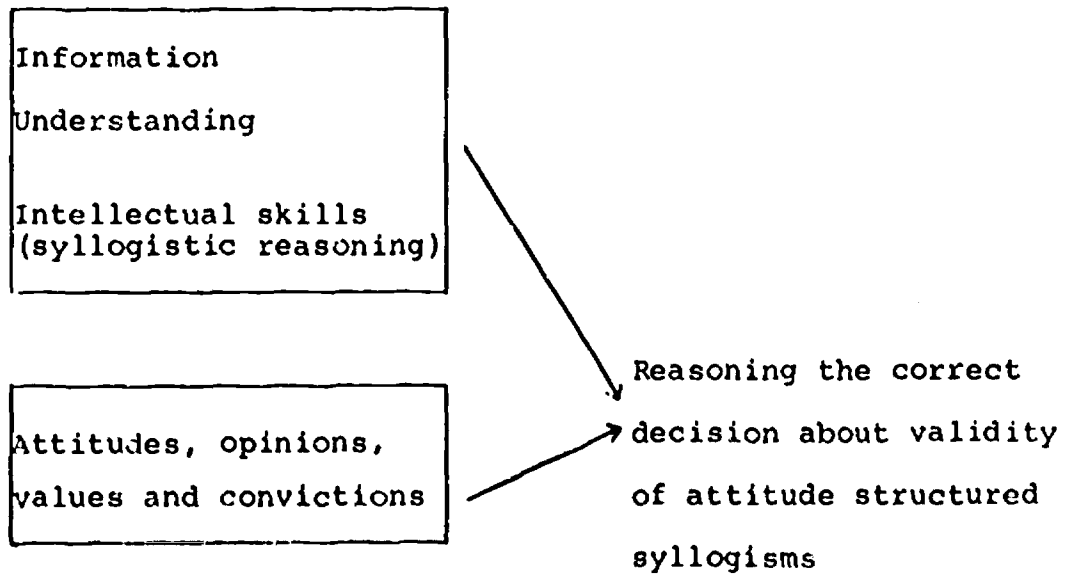 Information
Understanding
Intellectual skills
(syllogistic reasoning)
Attitudes, opinions,
values and convictions
Reasoning the correct
decision about validity
of attitude structured
syllogisms